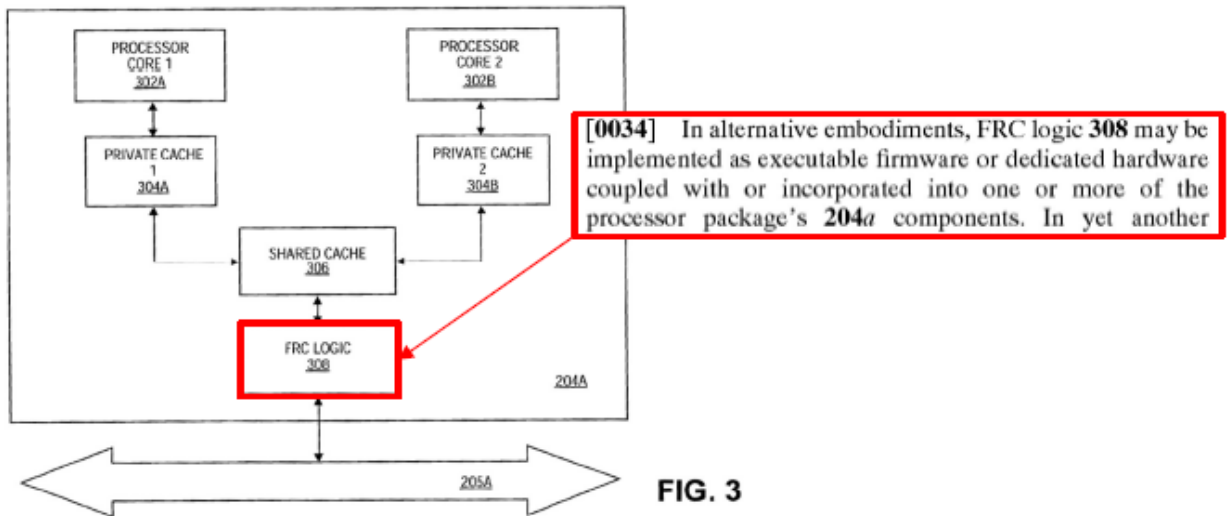 PROCESSOR
CORE 1
302A
PROCESSOR
CORE 2
302B
PRIVATE CACHE
1
304A
PRIVATE CACHE
2
304B
[0034] In alternative embodiments, FRC logic 308 may be
implemented as executable firmware or dedicated hardware
coupled with or incorporated into one or more of the
processor package's 204a components. In yet another
SHARED CACHE
306
FRC LOGIC
308
204A
205A
FIG. 3